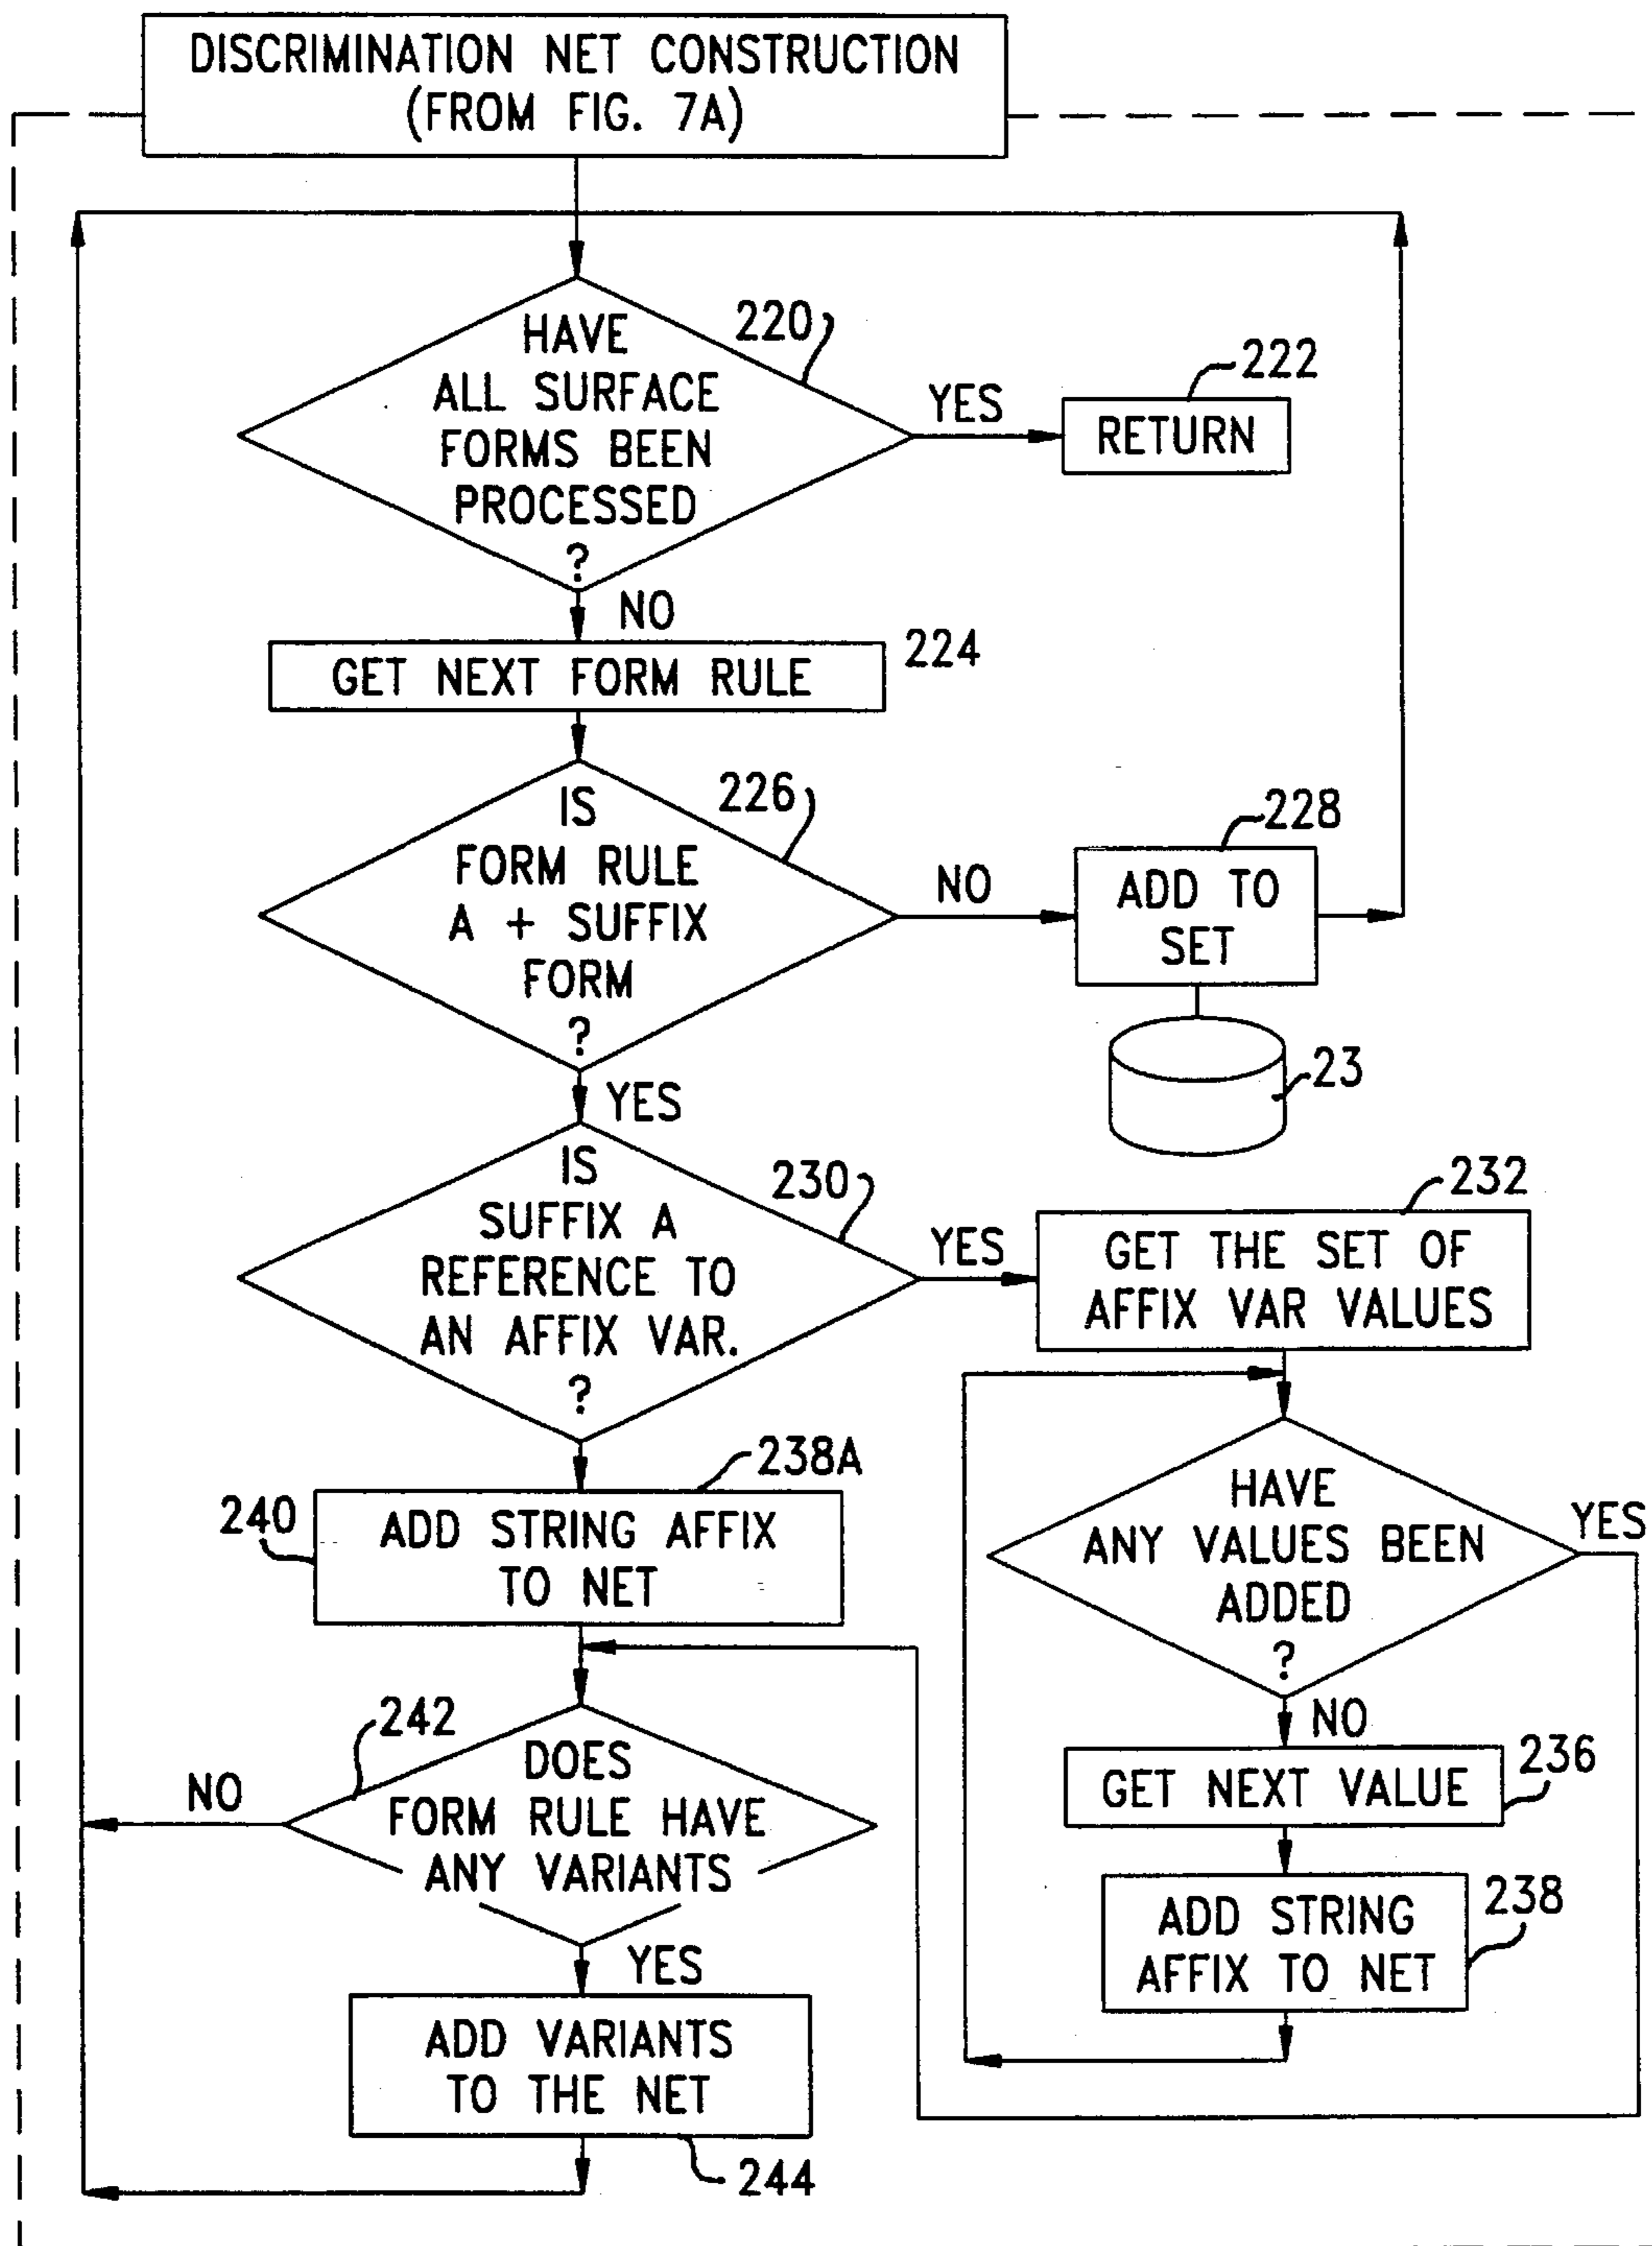 DISCRIMINATION NET CONSTRUCTION
(FROM FIG. 7A)
HAVE
ALL SURFACE
FORMS BEEN
PROCESSED
?
220
YES
222
RETURN
NO
GET NEXT FORM RULE
224
IS
FORM RULE
A + SUFFIX
FORM
?
226
NO
228
ADD TO
SET
23
YES
IS
SUFFIX A
REFERENCE TO
AN AFFIX VAR.
?
230
YES
232
GET THE SET OF
AFFIX VAR VALUES
238A
240
ADD STRING AFFIX
TO NET
HAVE
ANY VALUES BEEN
ADDED
?
YES
NO
GET NEXT VALUE
236
ADD STRING
AFFIX TO NET
238
242
DOES
FORM RULE HAVE
ANY VARIANTS
NO
YES
ADD VARIANTS
TO THE NET
244